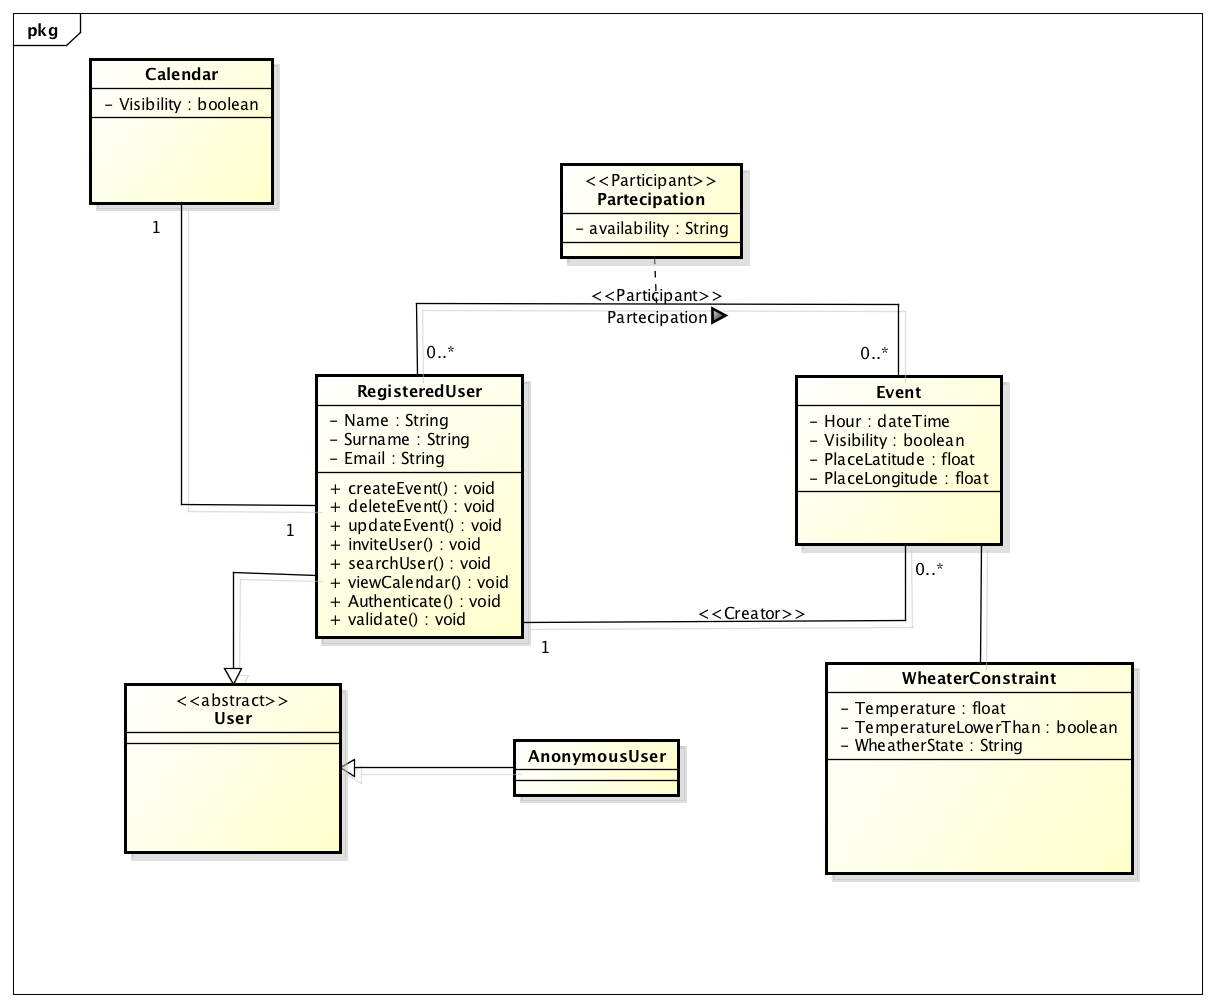 pkg
Calendar
- Visibility : boolean
1
<<Participant>>
Partecipation
- availability : String
<<Participant>>
Partecipation
0..*
0..*
RegisteredUser
- Name : String
- Surname : String
- Email : String
+ createEvent() : void
+ deleteEvent() : void
+ updateEvent() : void
+ inviteUser() : void
+ searchUser() : void
+ viewCalendar() : void
+ Authenticate() : void
+ validate() : void
1
Event
- Hour : dateTime
- Visibility : boolean
- PlaceLatitude : float
- PlaceLongitude : float
0..*
<<Creator>>
1
<<abstract>>
User
AnonymousUser
WheaterConstraint
- Temperature : float
- TemperatureLowerThan : boolean
- WheatherState : String